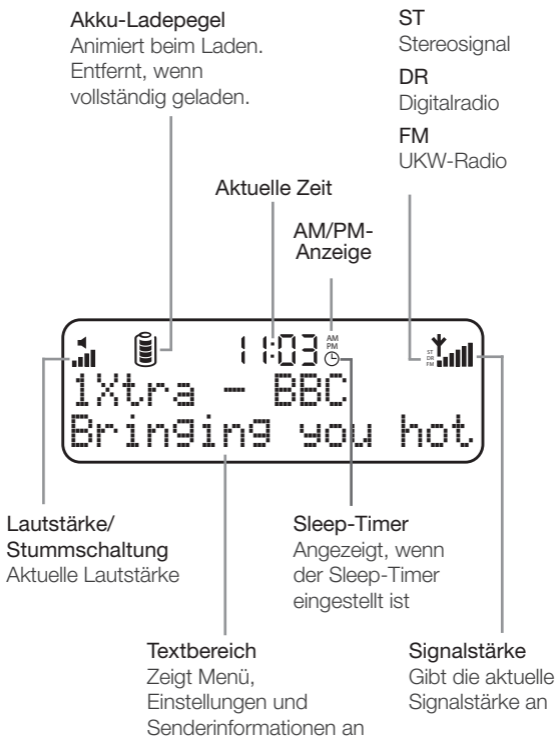 Akku-Ladepegel
Animiert beim Laden.
Entfernt, wenn
vollständig geladen.
ST
Stereosignal
DR
Digitalradio
FM
UKW-Radio
Aktuelle Zeit
AM/PM-
Anzeige
11:03
AM
PM
ST
DR
FM
1Xtra - BBC
Bringing you hot
Lautstärke/
Stummschaltung
Aktuelle Lautstärke
Sleep-Timer
Angezeigt, wenn
der Sleep-Timer
eingestellt ist
Textbereich
Zeigt Menü,
Einstellungen und
Senderinformationen an
Signalstärke
Gibt die aktuelle
Signalstärke an